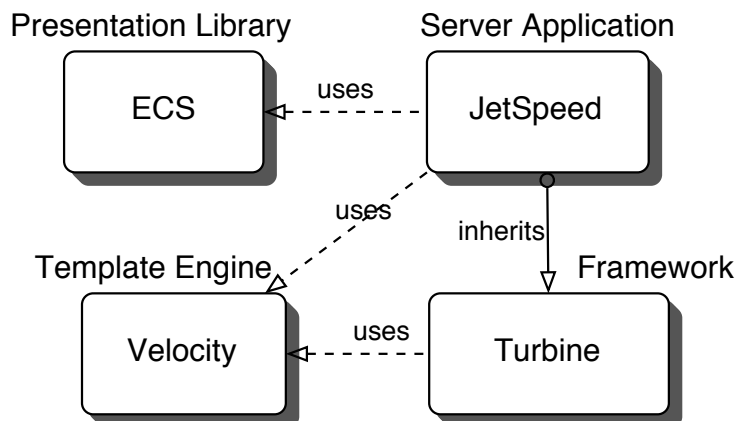 Presentation Library
Server Application
ECS
uses
JetSpeed
uses
inherits
Template Engine
Framework
Velocity
uses
Turbine